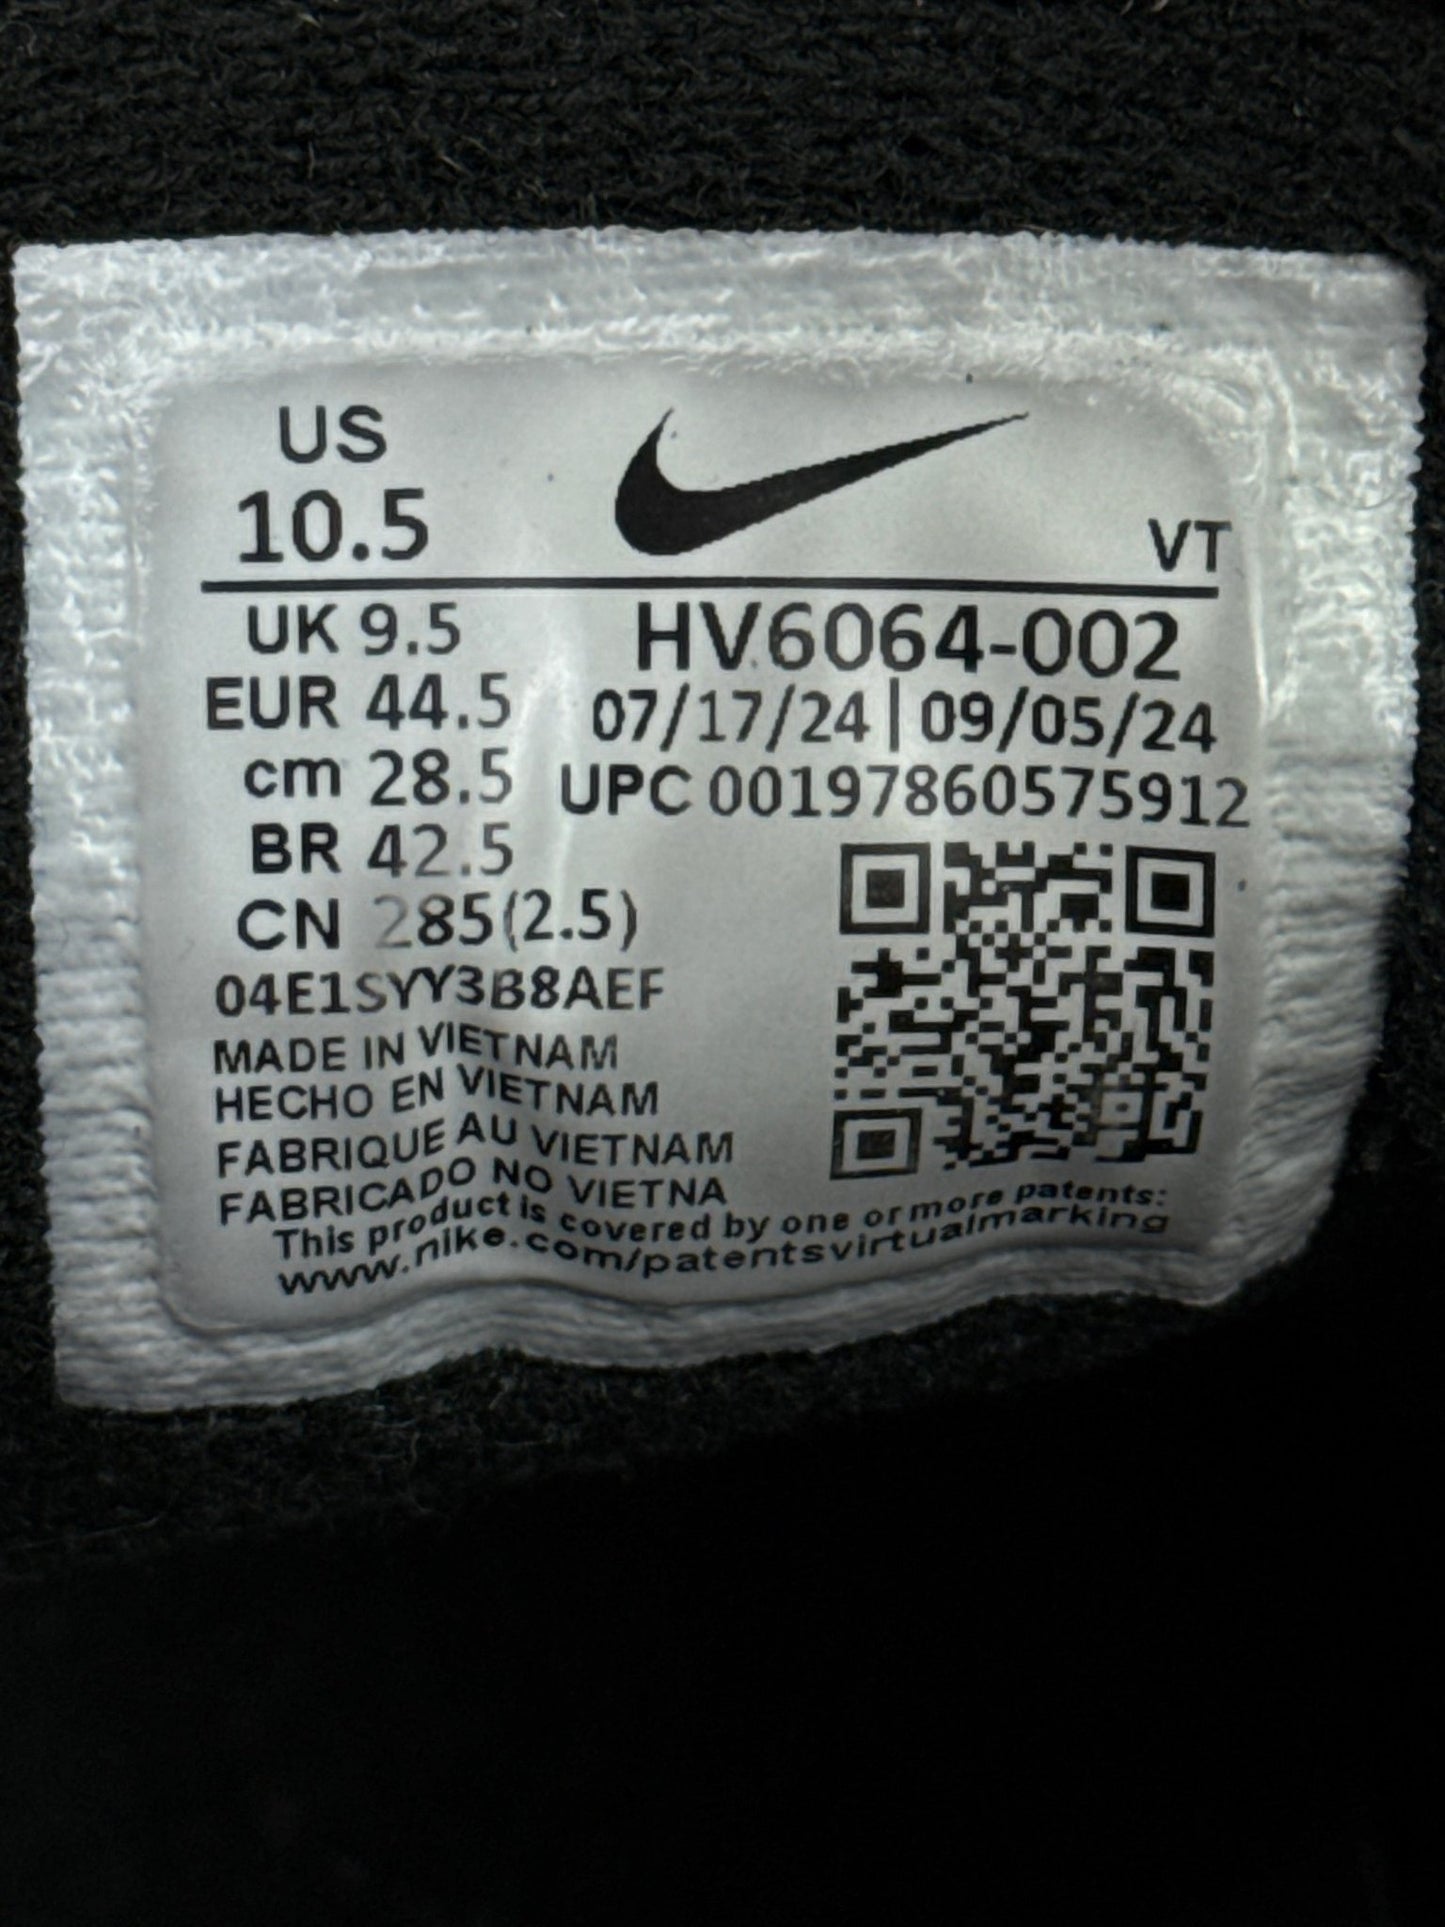 US
10.5
VT
UK 9.5
EUR 44.5
cm 28.5
BR 42.5
CN 285(2.5)
HV6064-002
07/17/24 | 09/05/24
UPC 00197860575912
04E1SYY3B8AEF
MADE IN VIETNAM
HECHO EN VIETNAM
FABRIQUE AU VIETNAM
FABRICADO NO VIETNA
This product is covered by one or more patents:
www.nike.com/patentsvirtualmarking